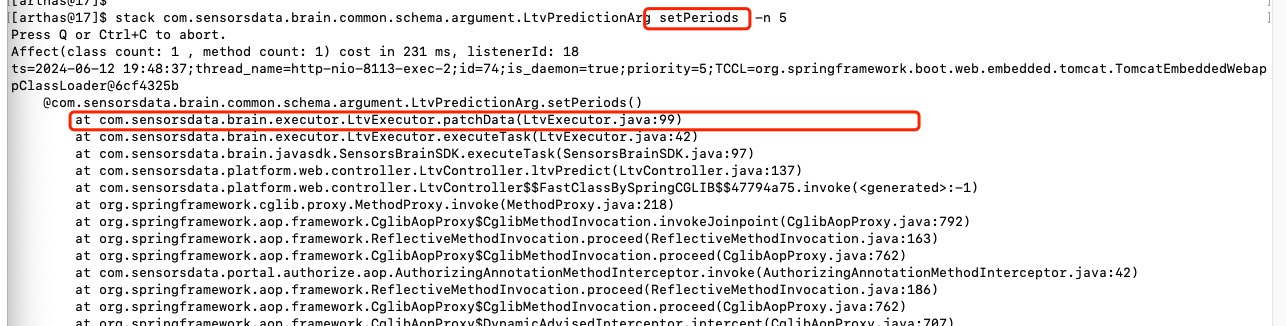 [[arthas@17]$
[[arthas@17]$ stack com.sensorsdata.brain.common.schema.argument.LtvPredictionArg setPeriods -n 5
Press Q or Ctrl+C to abort.
Affect(class count: 1 , method count: 1) cost in 231 ms, listenerId: 18
ts=2024-06-12 19:48:37;thread_name=http-nio-8113-exec-2;id=74;is_daemon=true;priority=5;TCCL=org.springframework.boot.web.embedded.tomcat.TomcatEmbeddedWebap
pClassLoader@6cf4325b
@com.sensorsdata.brain.common.schema.argument.LtvPredictionArg.setPeriods()
at com.sensorsdata.brain.executor.LtvExecutor.patchData(LtvExecutor.java:99)
at com.sensorsdata.brain.executor.LtvExecutor.executeTask(LtvExecutor.java:42)
at com.sensorsdata.brain.javasdk.SensorsBrainSDK.executeTask(SensorsBrainSDK.java:97)
at com.sensorsdata.platform.web.controller.LtvController.ltvPredict(LtvController.java:137)
at com.sensorsdata.platform.web.controller.LtvController$$FastClassBySpringCGLIB$$47794a75.invoke(<generated>:-1)
at org.springframework.cglib.proxy.MethodProxy.invoke(MethodProxy.java:218)
at org.springframework.aop.framework.CglibAopProxy$CglibMethodInvocation.invokeJoinpoint(CglibAopProxy.java:792)
at org.springframework.aop.framework.ReflectiveMethodInvocation.proceed(ReflectiveMethodInvocation.java:163)
at org.springframework.aop.framework.CglibAopProxy$CglibMethodInvocation.proceed(CglibAopProxy.java:762)
at com.sensorsdata.portal.authorize.aop.AuthorizingAnnotationMethodInterceptor.invoke(AuthorizingAnnotationMethodInterceptor.java:42)
at org.springframework.aop.framework.ReflectiveMethodInvocation.proceed(ReflectiveMethodInvocation.java:186)
at org.springframework.aop.framework.CglibAopProxy$CglibMethodInvocation.proceed(CglibAopProxy.java:762)
at org.springframework.aop.framework.CglibAopProxy$DynamicAdvisedInterceptor.intercept(CglibAopProxy.java:707)